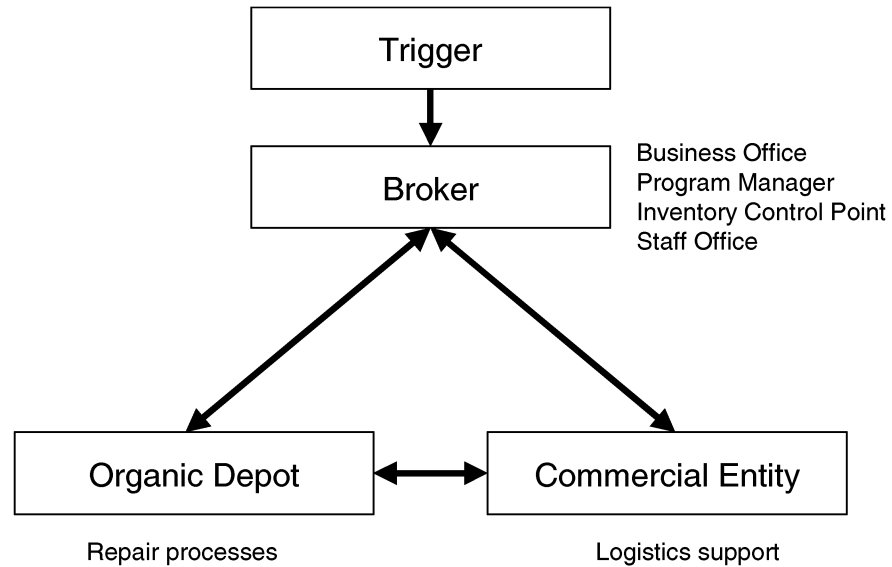 Trigger
Broker
Business Office
Program Manager
Inventory Control Point
Staff Office
Organic Depot
Commercial Entity
Repair processes
Logistics support